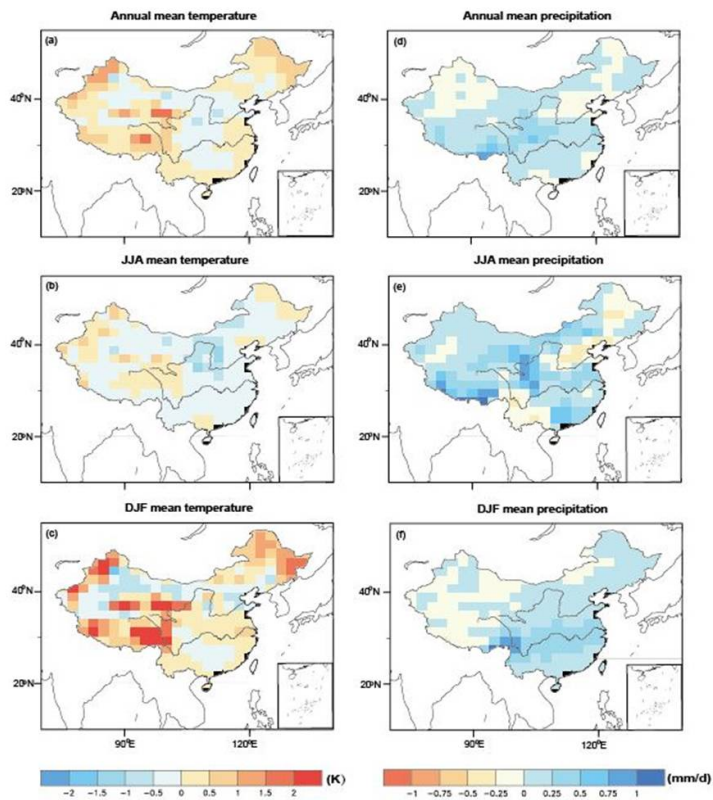 Annual mean temperature
Annual mean precipitation
(a)
(d)
40°N
20°N
40°N
20°N
JJA mean temperature
JJA mean precipitation
(b)
(e)
40°N
20°N
40°N
20°N
DJF mean temperature
DJF mean precipitation
(c)
(f)
40°N
20°N
40°N
20°N
90°E
120°E
90°E
120°E
-2 -1.5 -1 -0.5 0 0.5 1 1.5 2 (K)
-1 -0.75 -0.5 -0.25 0 0.25 0.5 0.75 1 (mm/d)